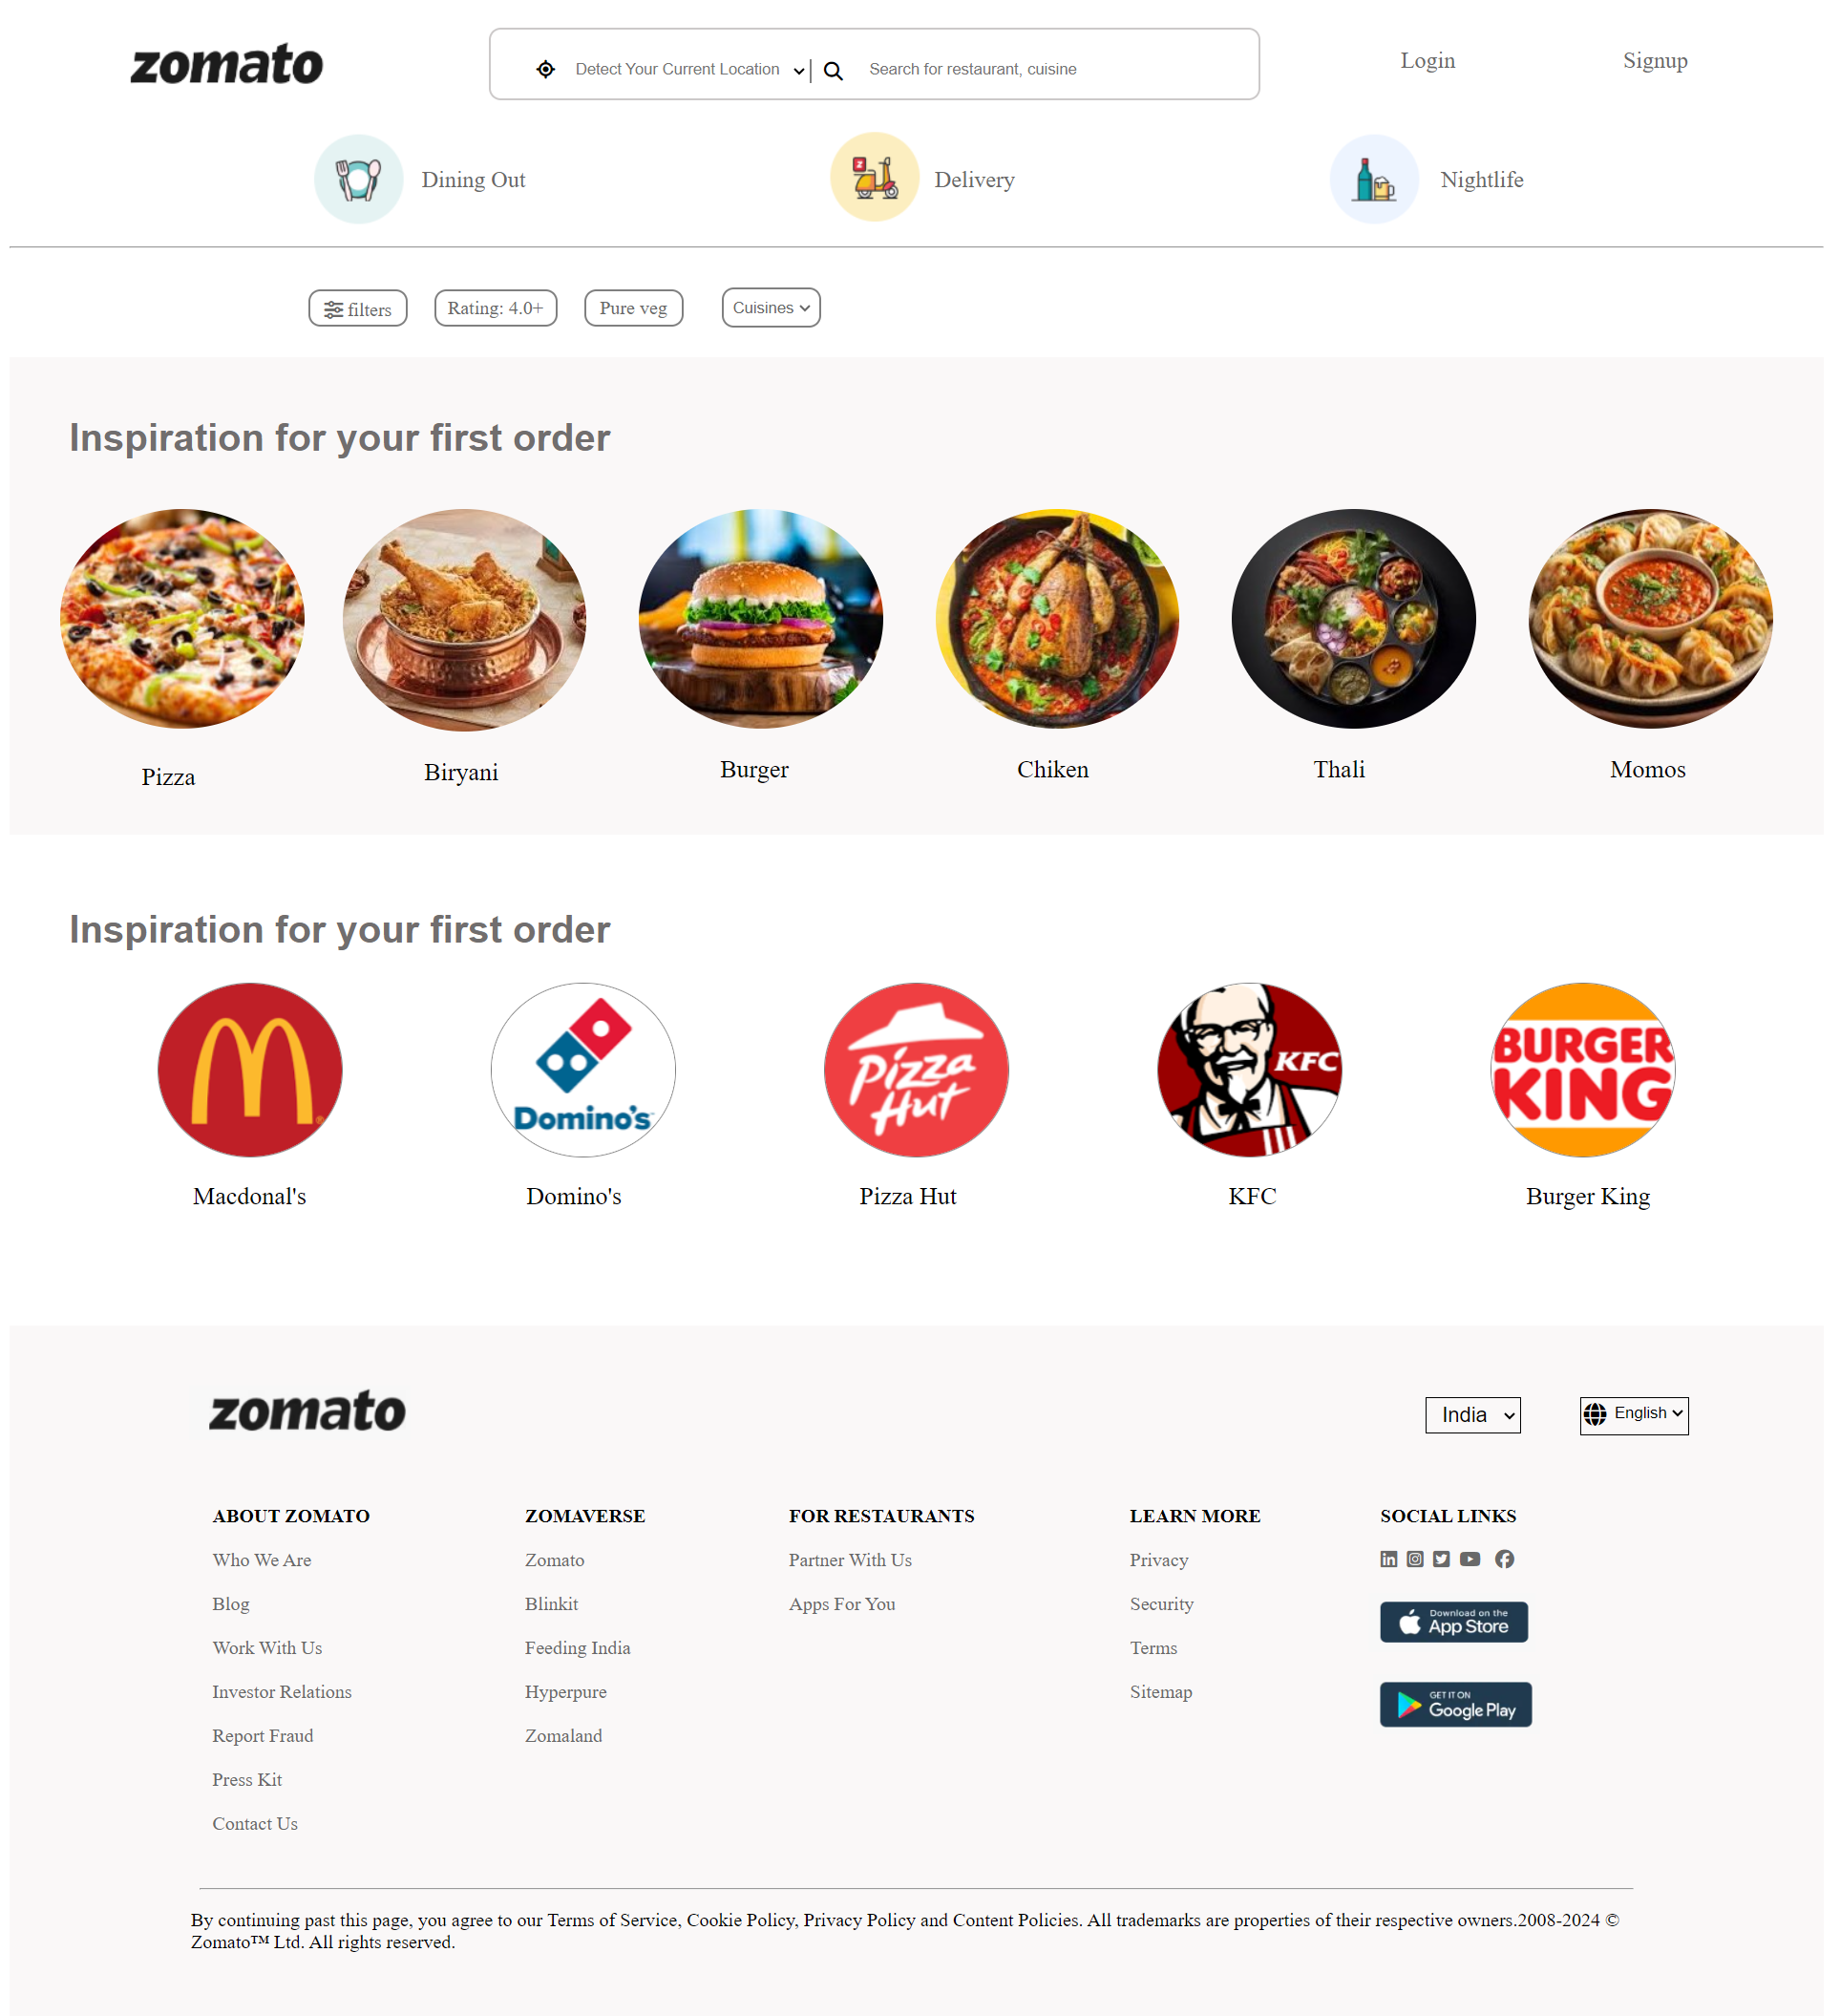 zomato
Detect Your Current Location
Search for restaurant, cuisine
Login
Signup
Dining Out
Delivery
Nightlife
filters
Rating: 4.0+
Pure veg
Cuisines
Inspiration for your first order
Pizza
Biryani
Burger
Chiken
Thali
Momos
Inspiration for your first order
Domino's
Pizza
Hut
KFC
BURGER
KING
Macdonal's
Domino's
Pizza Hut
KFC
Burger King
zomato
India
English
ABOUT ZOMATO
Who We Are
Blog
Work With Us
Investor Relations
Report Fraud
Press Kit
Contact Us
ZOMAVERSE
Zomato
Blinkit
Feeding India
Hyperpure
Zomaland
FOR RESTAURANTS
Partner With Us
Apps For You
LEARN MORE
Privacy
Security
Terms
Sitemap
SOCIAL LINKS
Download on the
App Store
GET IT ON
Google Play
By continuing past this page, you agree to our Terms of Service, Cookie Policy, Privacy Policy and Content Policies. All trademarks are properties of their respective owners.2008-2024 ©
Zomato™ Ltd. All rights reserved.